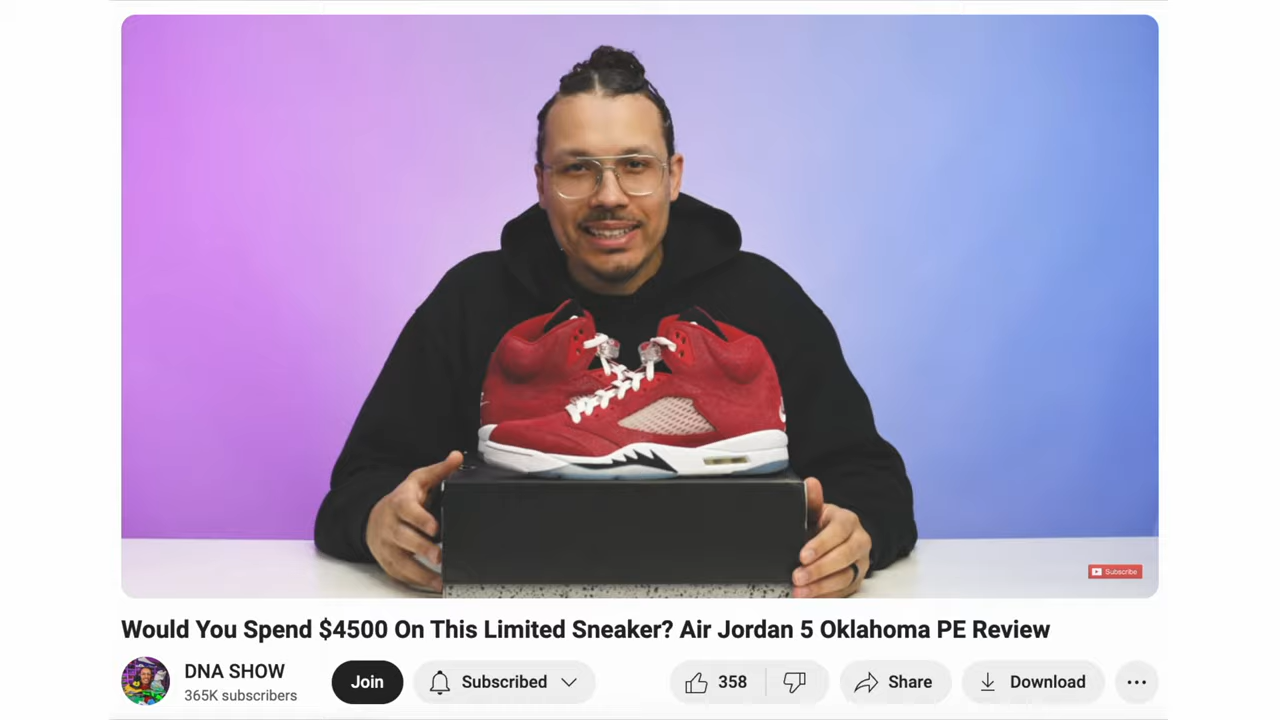 Subscribe
Would You Spend $4500 On This Limited Sneaker? Air Jordan 5 Oklahoma PE Review
DNA SHOW
365K subscribers
Join
Subscribed
358
Share
Download